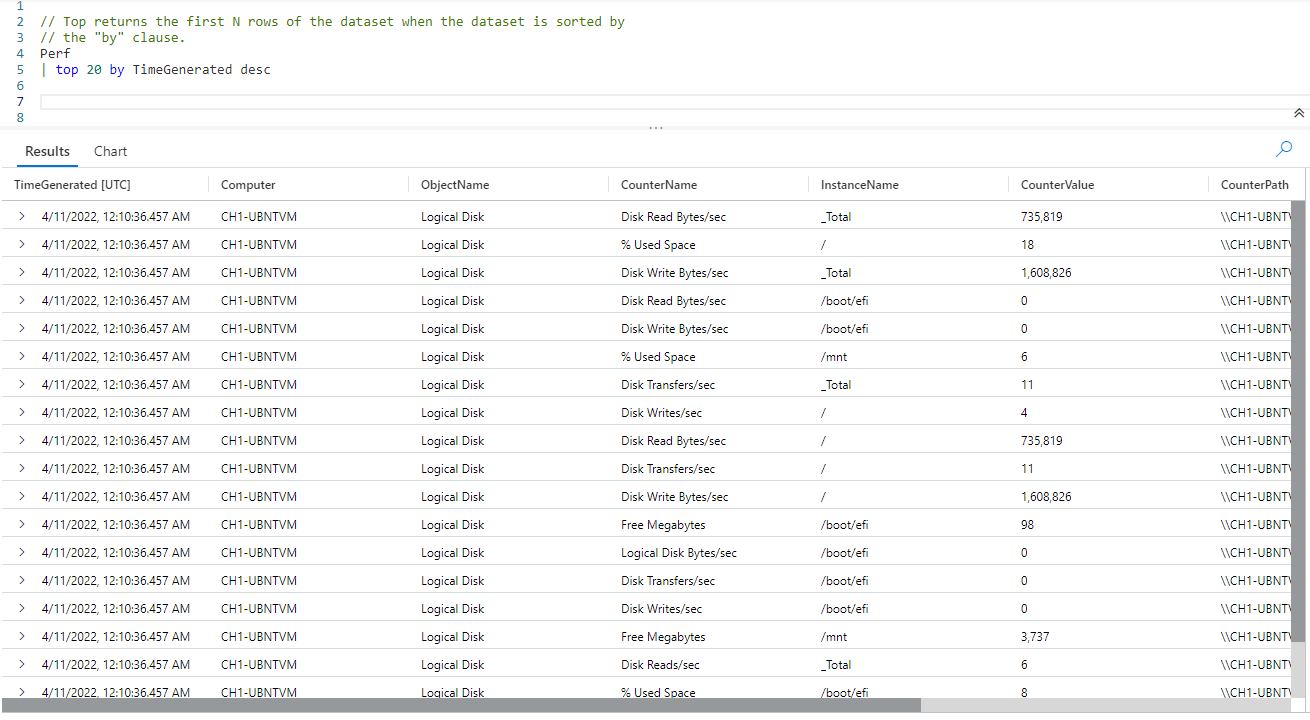 1
2 // Top returns the first N rows of the dataset when the dataset is sorted by
3 // the "by" clause.
4 Perf
5 | top 20 by TimeGenerated desc
6
7
8
Results Chart
TimeGenerated [UTC] Computer ObjectName CounterName InstanceName CounterValue CounterPath
4/11/2022, 12:10:36.457 AM CH1-UBNTVM Logical Disk Disk Read Bytes/sec _Total 735,819 \\CH1-UBNTV
4/11/2022, 12:10:36.457 AM CH1-UBNTVM Logical Disk % Used Space / 18 \\CH1-UBNTV
4/11/2022, 12:10:36.457 AM CH1-UBNTVM Logical Disk Disk Write Bytes/sec _Total 1,608,826 \\CH1-UBNTV
4/11/2022, 12:10:36.457 AM CH1-UBNTVM Logical Disk Disk Read Bytes/sec /boot/efi 0 \\CH1-UBNTV
4/11/2022, 12:10:36.457 AM CH1-UBNTVM Logical Disk Disk Write Bytes/sec /boot/efi 0 \\CH1-UBNTV
4/11/2022, 12:10:36.457 AM CH1-UBNTVM Logical Disk % Used Space /mnt 6 \\CH1-UBNTV
4/11/2022, 12:10:36.457 AM CH1-UBNTVM Logical Disk Disk Transfers/sec _Total 11 \\CH1-UBNTV
4/11/2022, 12:10:36.457 AM CH1-UBNTVM Logical Disk Disk Writes/sec / 4 \\CH1-UBNTV
4/11/2022, 12:10:36.457 AM CH1-UBNTVM Logical Disk Disk Read Bytes/sec / 735,819 \\CH1-UBNTV
4/11/2022, 12:10:36.457 AM CH1-UBNTVM Logical Disk Disk Transfers/sec / 11 \\CH1-UBNTV
4/11/2022, 12:10:36.457 AM CH1-UBNTVM Logical Disk Disk Write Bytes/sec / 1,608,826 \\CH1-UBNTV
4/11/2022, 12:10:36.457 AM CH1-UBNTVM Logical Disk Free Megabytes /boot/efi 98 \\CH1-UBNTV
4/11/2022, 12:10:36.457 AM CH1-UBNTVM Logical Disk Logical Disk Bytes/sec /boot/efi 0 \\CH1-UBNTV
4/11/2022, 12:10:36.457 AM CH1-UBNTVM Logical Disk Disk Transfers/sec /boot/efi 0 \\CH1-UBNTV
4/11/2022, 12:10:36.457 AM CH1-UBNTVM Logical Disk Disk Writes/sec /boot/efi 0 \\CH1-UBNTV
4/11/2022, 12:10:36.457 AM CH1-UBNTVM Logical Disk Free Megabytes /mnt 3,737 \\CH1-UBNTV
4/11/2022, 12:10:36.457 AM CH1-UBNTVM Logical Disk Disk Reads/sec _Total 6 \\CH1-UBNTV
4/11/2022, 12:10:36.457 AM CH1-UBNTVM Logical Disk % Used Space /boot/efi 8 \\CH1-UBNTV